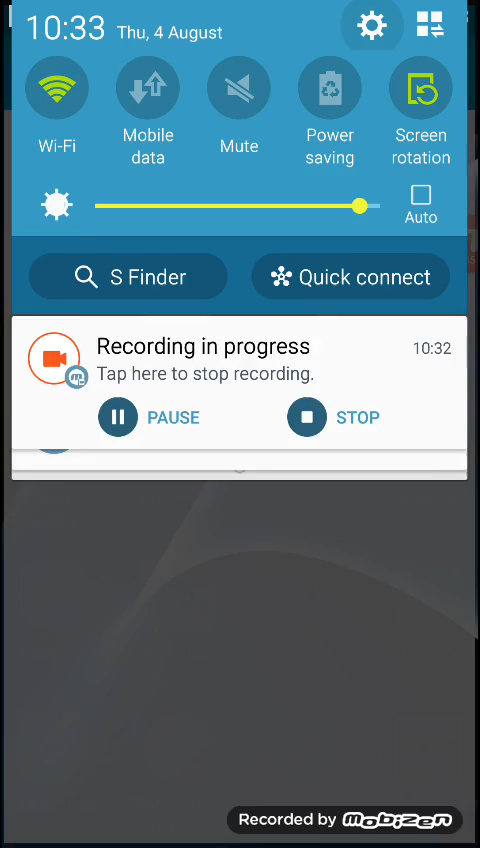 10:33 Thu, 4 August
Wi-Fi
Mobile
data
Mute
Power
saving
Screen
rotation
Auto
S Finder
Quick connect
Recording in progress 10:32
Tap here to stop recording.
PAUSE STOP
Recorded by mobizen